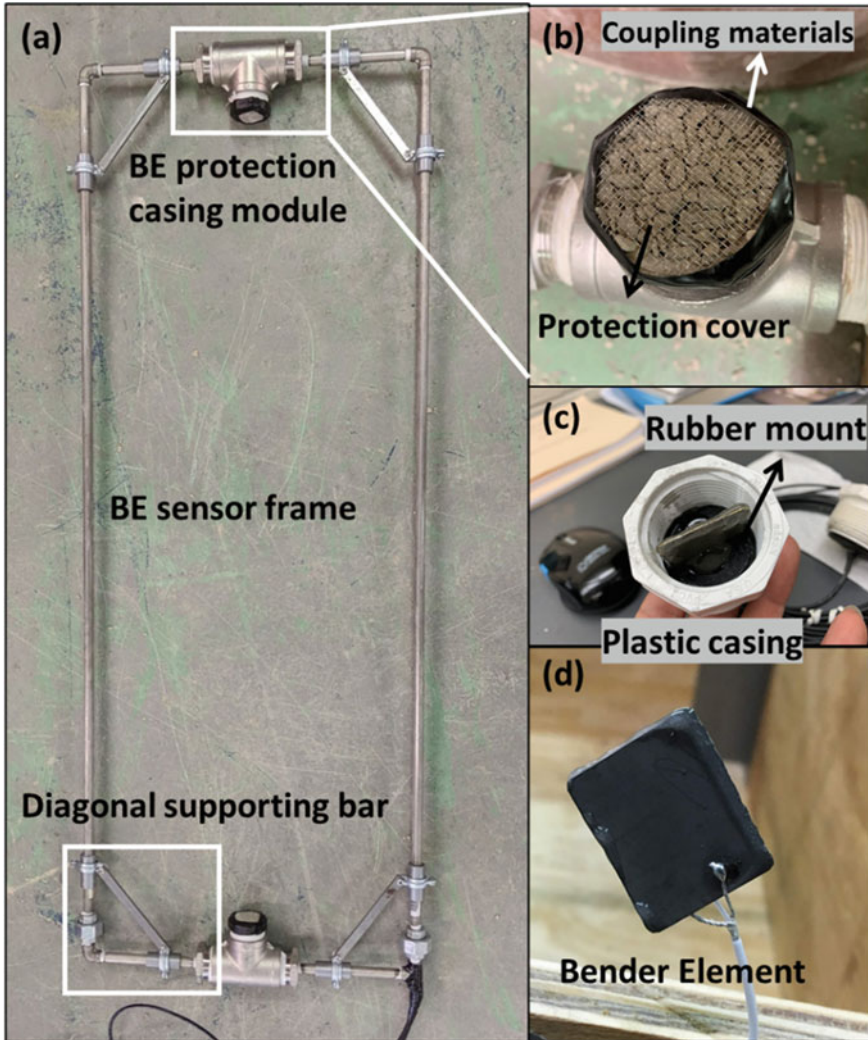 (a)
BE protection
casing module
BE sensor frame
Diagonal supporting bar
(b)
Coupling materials
Protection cover
(c)
Rubber mount
Plastic casing
(d)
Bender Element